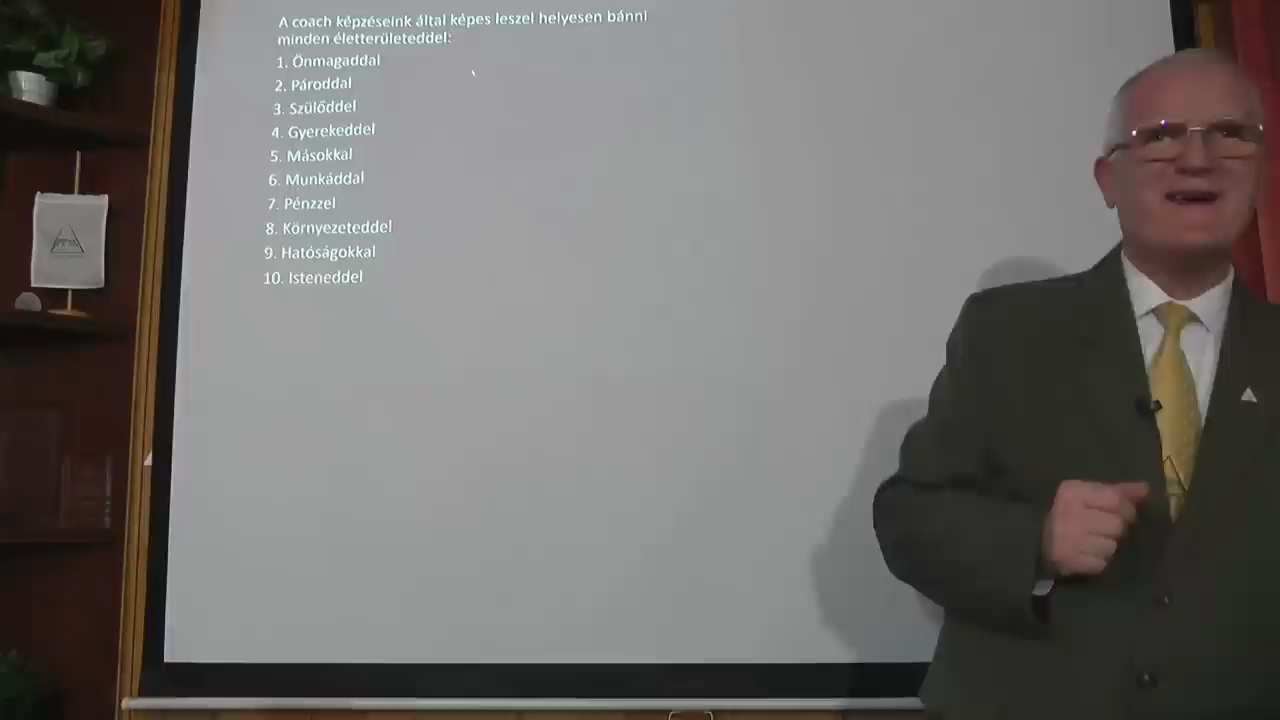 A coach képzéseink által képes leszel helyesen bánni
minden életterületeddel:
1. Önmagaddal
2. Pároddal
3. Szülőddel
4. Gyerekeddel
5. Másokkal
6. Munkáddal
7. Pénzzel
8. Környezeteddel
9. Hatóságokkal
10. Isteneddel